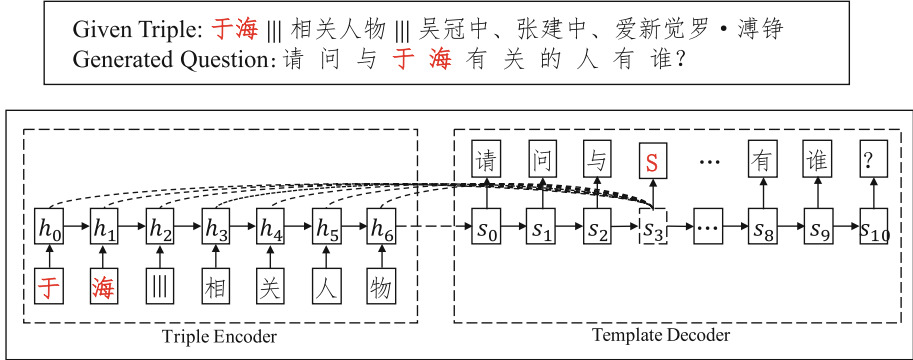 Given Triple: 于海 ||| 相关人物 ||| 吴冠中、张建中、爱新觉罗·溥铮
Generated Question: 请 问 与 于 海 有 关 的 人 有 谁?
请 问 与 S ... 有 谁 ?
h0 h1 h2 h3 h4 h5 h6 s0 s1 s2 s3 ... s8 s9 s10
于 海 ||| 相 关 人 物
Triple Encoder
Template Decoder